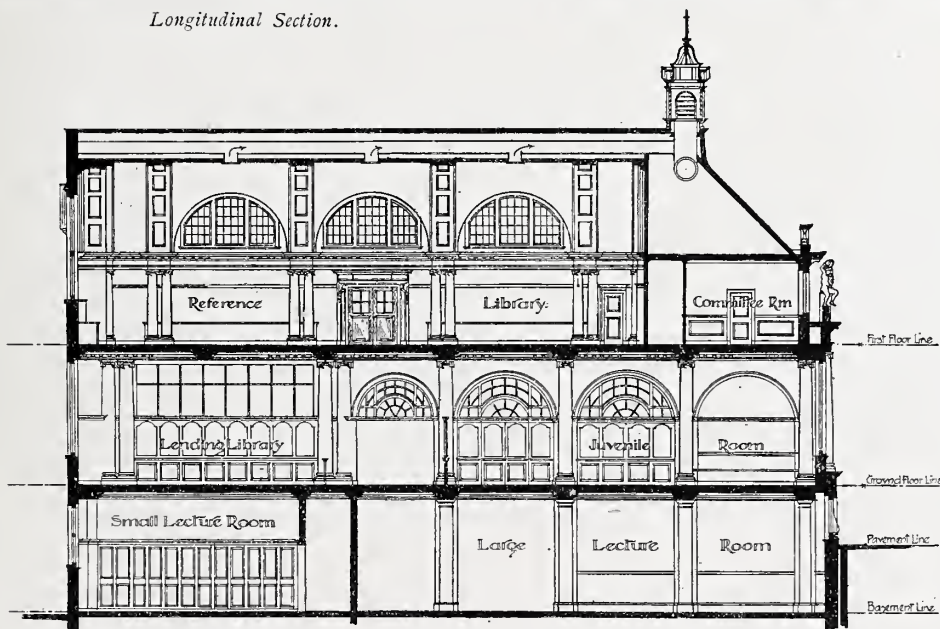 Longitudinal Section.
Reference Library:
Committee Rm
First Floor Line
Lending Library
Juvenile Room
Ground Floor Line
Small Lecture Room
Large Lecture Room
Pavement Line
Basement Line